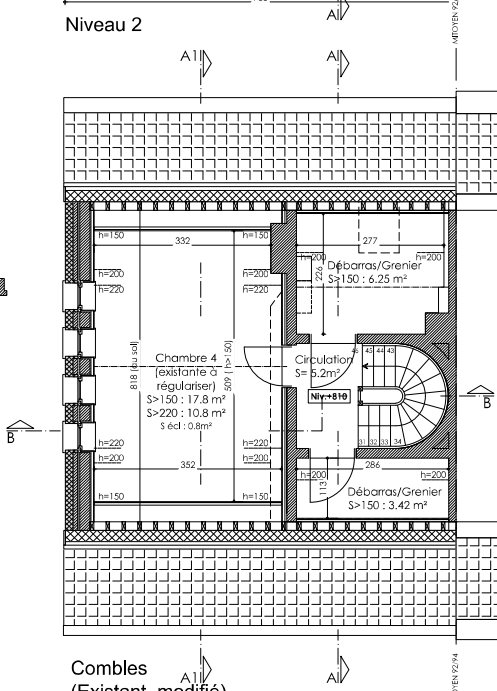 Niveau 2
A1
A
A
MITOYEN 92/
h=150
332
h=150
277
h=200
h=200
h=200
h=200
h=220
h=220
226
Débarras/Grenier
S>150 : 6.25 m²
818 (au sol)
509 ( h>150)
Chambre 4
(existante à
régulariser)
S>150 : 17.8 m²
S>220 : 10.8 m²
S écl : 0.8m²
Circulation
S= 5.2m²
Niv.+810
46 45 44 43
31 32 33 34
B
B
h=220
h=220
h=200
h=200
352
h=150
h=150
286
h=200
h=200
113
Débarras/Grenier
S>150 : 3.42 m²
Combles
(Existant modifié)
A1
A
OYEN 92/94